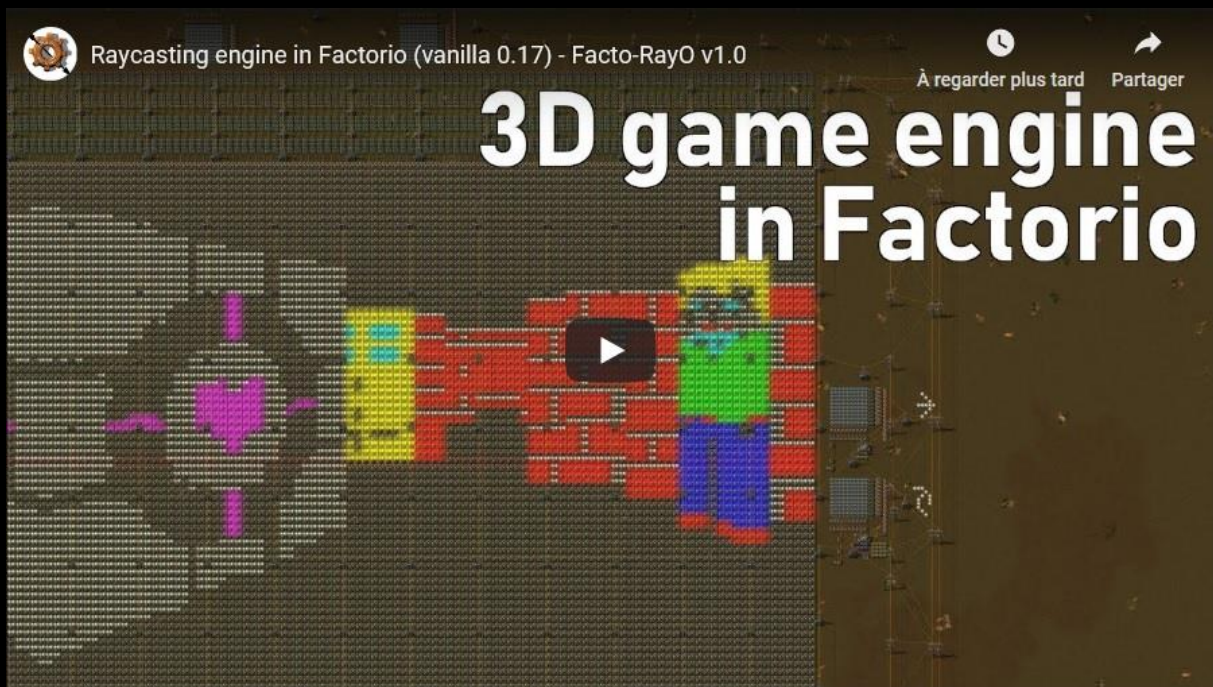 Raycasting engine in Factorio (vanilla 0.17) - Facto-RayO v1.0
À regarder plus tard
Partager
3D game engine
in Factorio